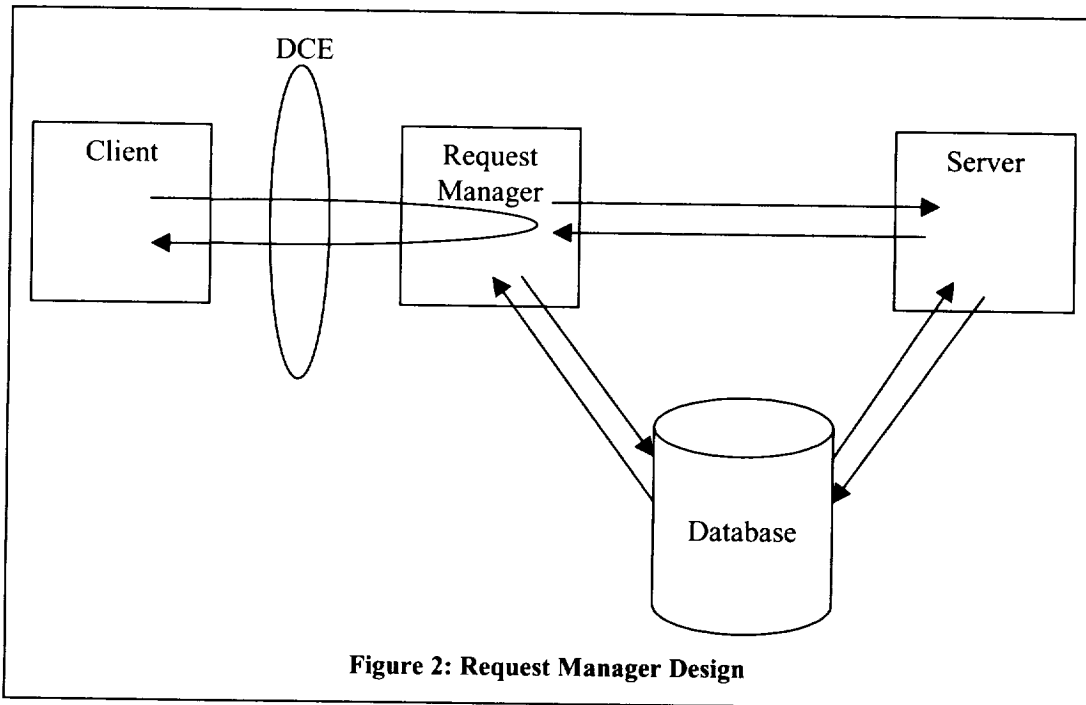 DCE
Client
Request
Manager
Server
Database
Figure 2: Request Manager Design